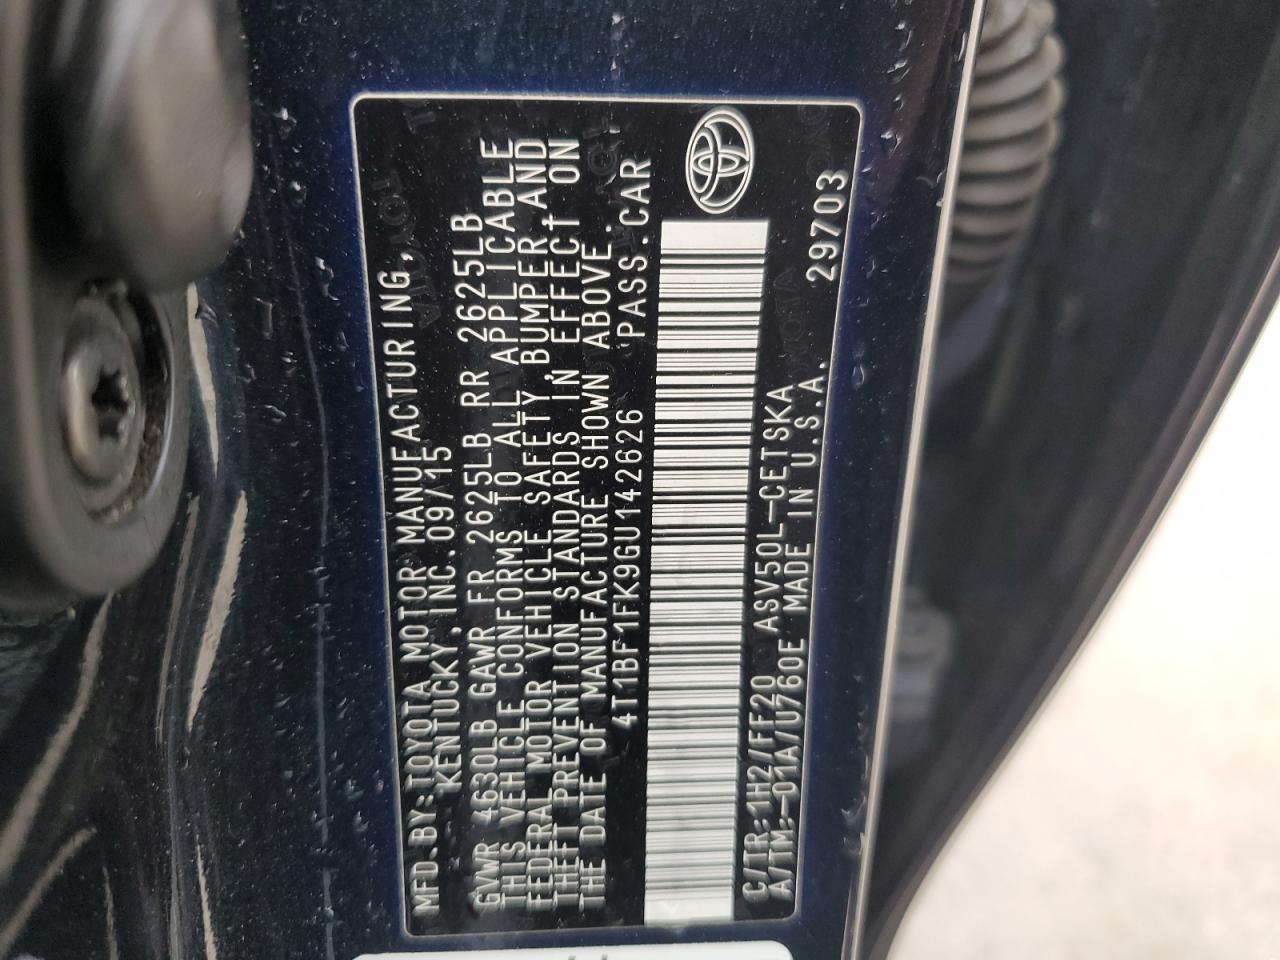 MFD.BY:TOYOTA MOTOR MANUFACTURING,
KENTUCKY,INC.09/15
GVWR 4630LB GAWR FR 2625LB RR 2625LB
THIS VEHICLE CONFORMS TO ALL APPLICABLE
FEDERAL MOTOR VEHICLE SAFETY,BUMPER AND
THEFT PREVENTION STANDARDS IN EFFECT ON
THE DATE OF MANUFACTURE SHOWN ABOVE.
4T1BF1FK9GU142626 PASS.CAR
C/TR:1H2/FF20 ASV50L-CETSKA
A/TM:-01A/U760E MADE IN U.S.A.
29703